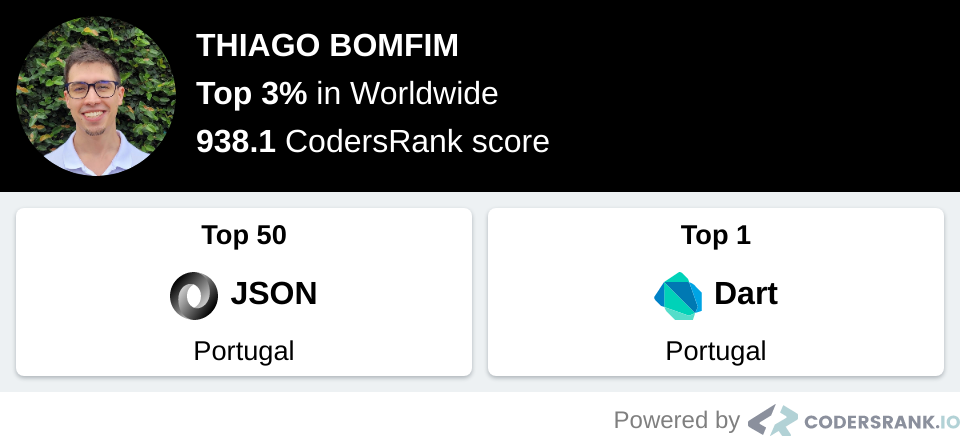 THIAGO BOMFIM
Top 3% in Worldwide
938.1 CodersRank score
Top 50
JSON
Portugal
Top 1
Dart
Portugal
Powered by CODERSRANK.IO